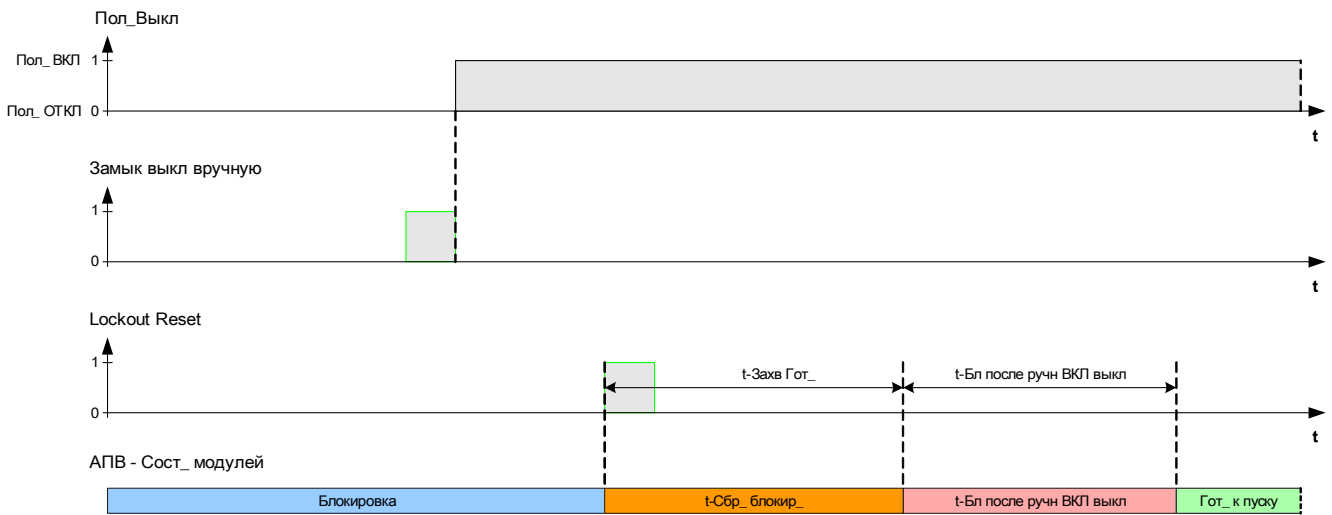 Пол_Выкл
Пол_ ВКЛ 1
Пол_ ОТКЛ 0
t
Замык выкл вручную
1
0
t
Lockout Reset
1
t-Захв Гот_ t-Бл после ручн ВКЛ выкл
0
t
АПВ - Сост_ модулей
Блокировка t-Сбр_ блокир_ t-Бл после ручн ВКЛ выкл Гот_ к пуску